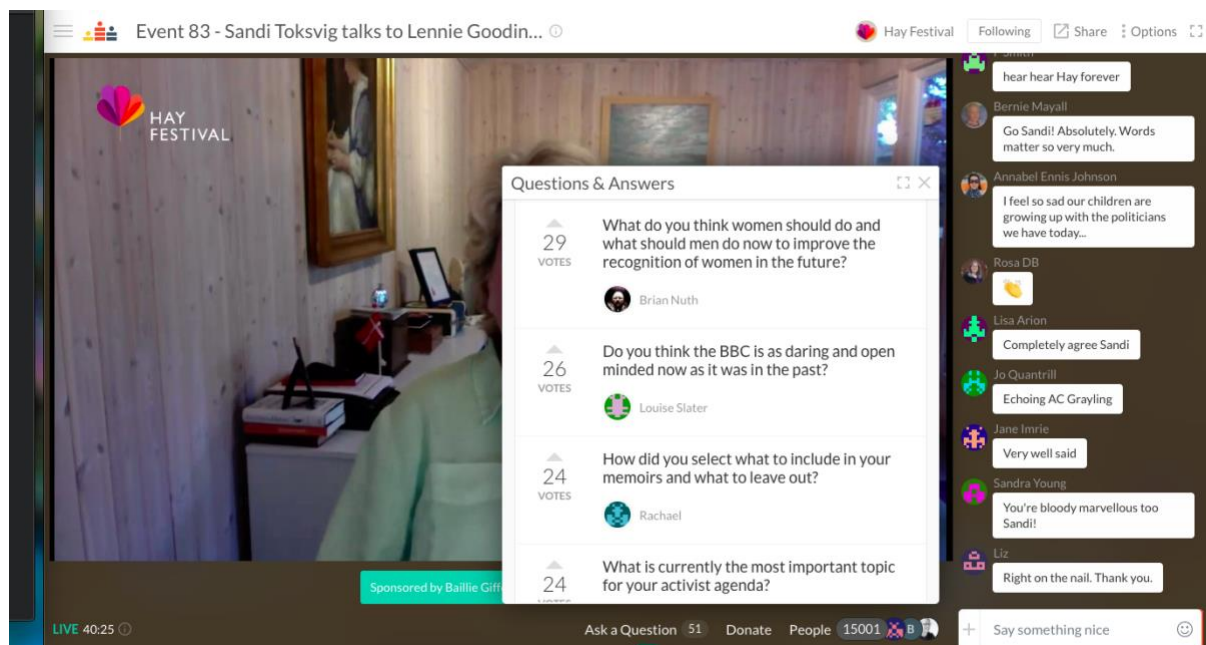 Event 83 - Sandi Toksvig talks to Lennie Goodin...
Hay Festival
Following
Share
Options
HAY
FESTIVAL
Questions & Answers
29
VOTES
What do you think women should do and
what should men do now to improve the
recognition of women in the future?
Brian Nuth
26
VOTES
Do you think the BBC is as daring and open
minded now as it was in the past?
Louise Slater
24
VOTES
How did you select what to include in your
memoirs and what to leave out?
Rachael
24
VOTES
What is currently the most important topic
for your activist agenda?
Sponsored by Baillie Giff
LIVE 40:25
Ask a Question 51
Donate
People 15001
B
Smith
hear hear Hay forever
Bernie Mayall
Go Sandi! Absolutely. Words
matter so very much.
Annabel Ennis Johnson
I feel so sad our children are
growing up with the politicians
we have today...
Rosa DB
👏
Lisa Arion
Completely agree Sandi
Jo Quantrill
Echoing AC Grayling
Jane Imrie
Very well said
Sandra Young
You're bloody marvellous too
Sandi!
Liz
Right on the nail. Thank you.
Say something nice